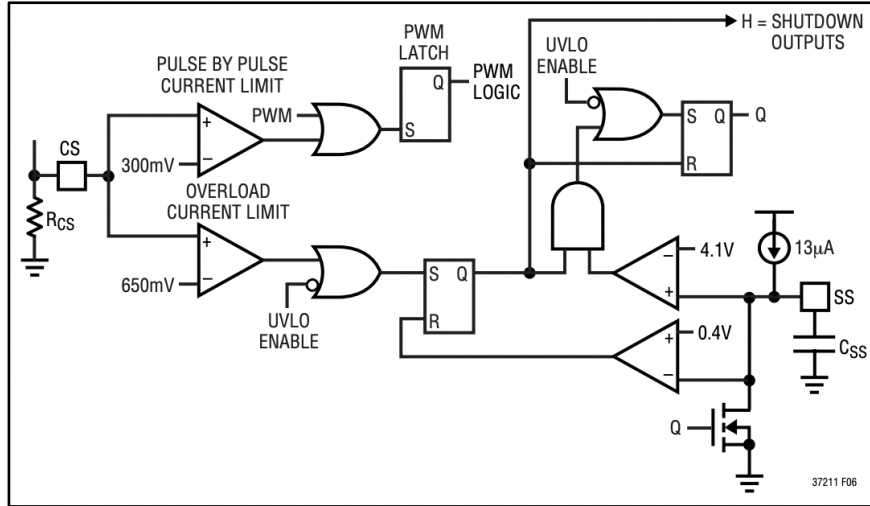 PWM
LATCH
H = SHUTDOWN
OUTPUTS
PULSE BY PULSE
CURRENT LIMIT
UVLO
ENABLE
Q
PWM
LOGIC
PWM
S
+
–
300mV
S
Q
Q
R
CS
RCS
OVERLOAD
CURRENT LIMIT
+
–
650mV
UVLO
ENABLE
S
Q
R
–
4.1V
+
13µA
SS
CSS
+
0.4V
–
Q
37211 F06